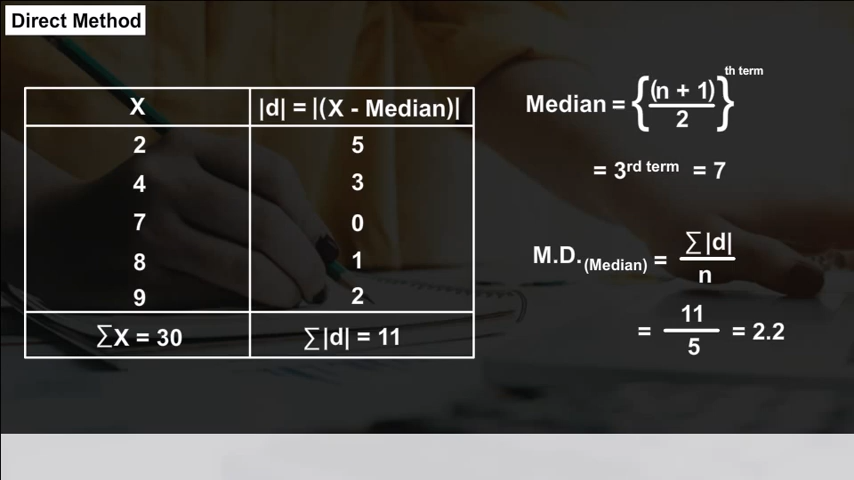 Direct Method
X |d| = |(X - Median)|
2 5
4 3
7 0
8 1
9 2
∑X = 30 ∑|d| = 11
Median = {(n + 1)/2}th term
= 3rd term = 7
M.D.(Median) = ∑|d|/n
= 11/5 = 2.2